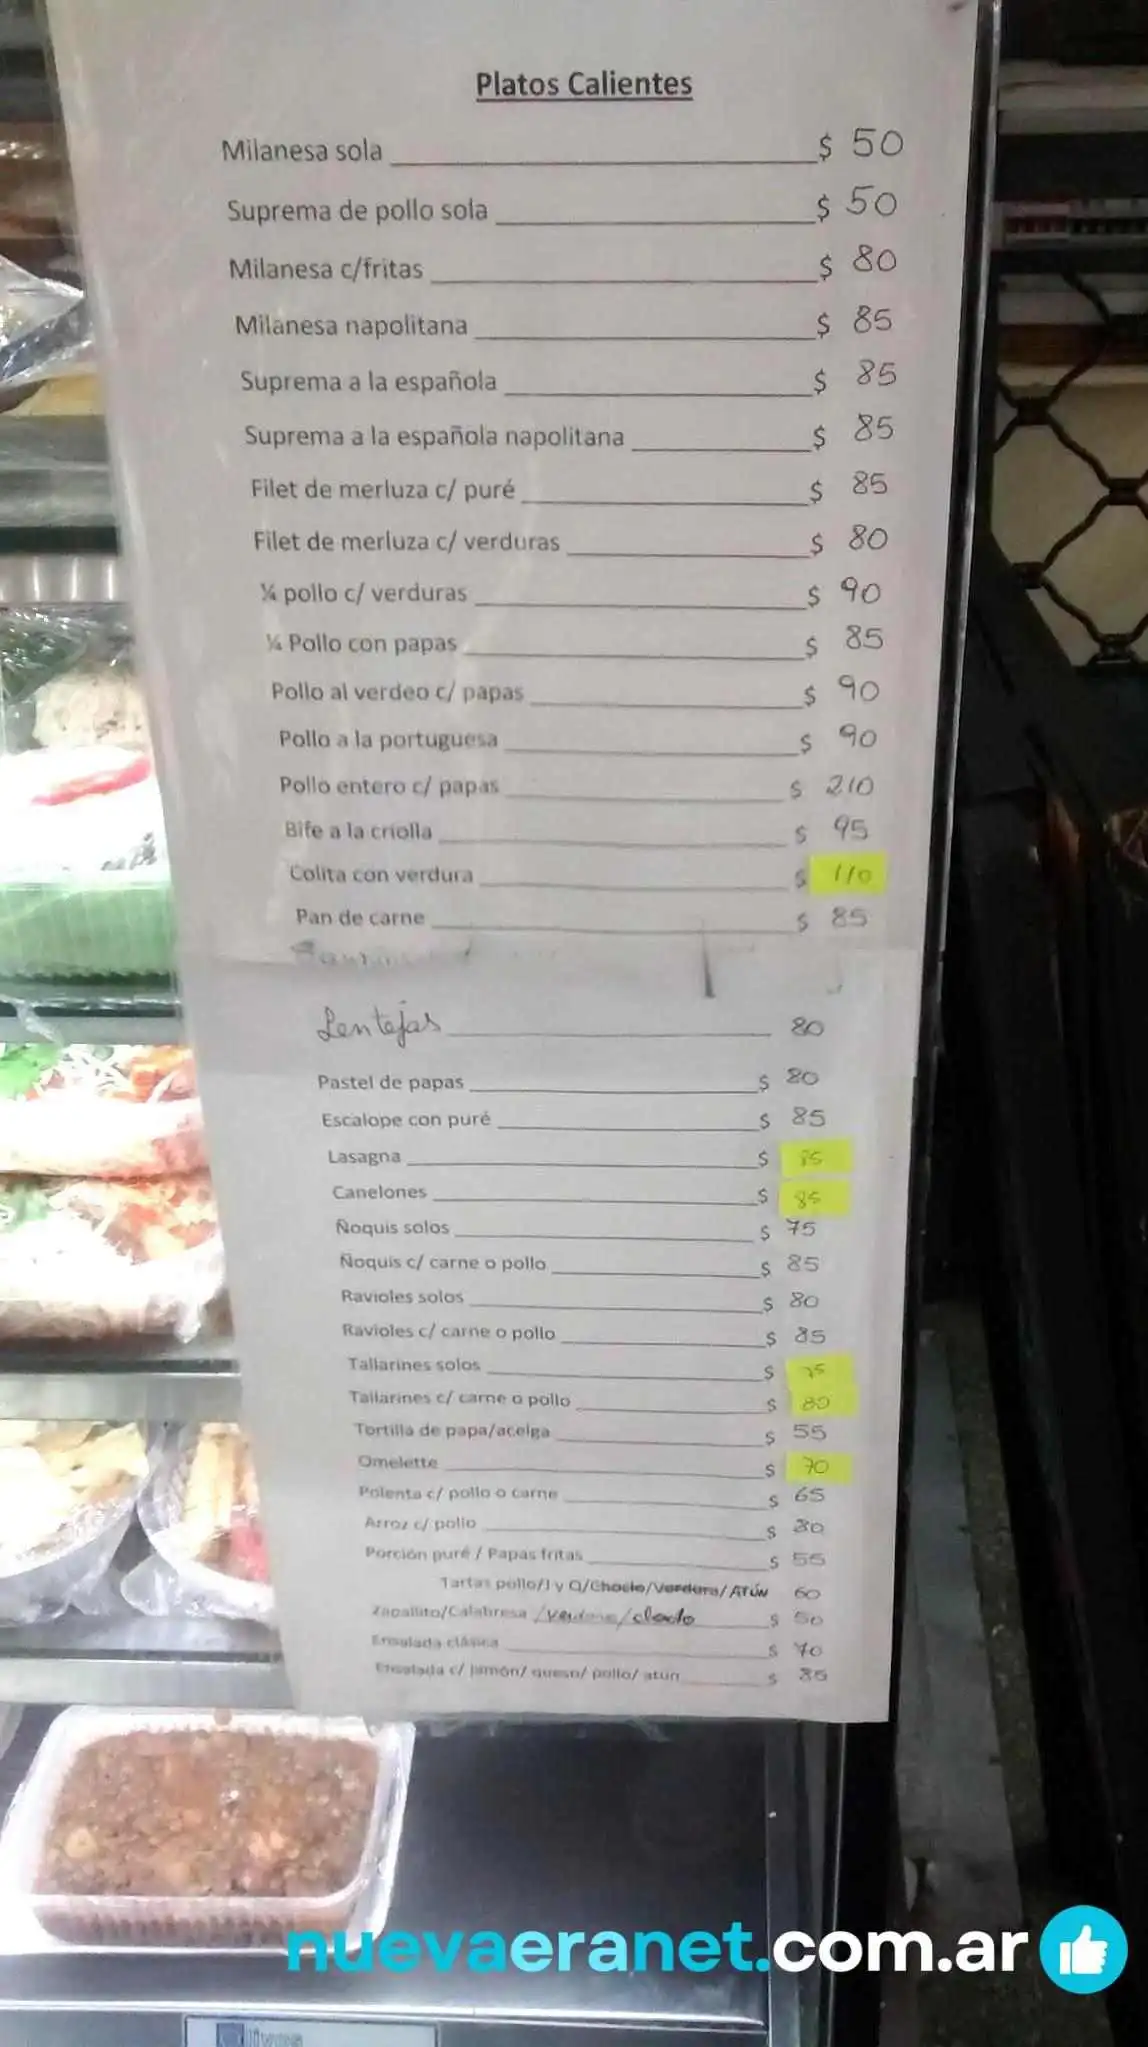 Platos Calientes
Milanesa sola $ 50
Suprema de pollo sola $ 50
Milanesa c/fritas $ 80
Milanesa napolitana $ 85
Suprema a la española $ 85
Suprema a la española napolitana $ 85
Filet de merluza c/ puré $ 85
Filet de merluza c/ verduras $ 80
¼ pollo c/ verduras $ 90
¼ Pollo con papas $ 85
Pollo al verdeo c/ papas $ 90
Pollo a la portuguesa $ 90
Pollo entero c/ papas $ 210
Bife a la criolla $ 95
Colita con verdura $ 110
Pan de carne $ 85
Lentejas 80
Pastel de papas $ 80
Escalope con puré $ 85
Lasagna $ 85
Canelones $ 85
Ñoquis solos $ 75
Ñoquis c/ carne o pollo $ 85
Ravioles solos $ 80
Ravioles c/ carne o pollo $ 85
Tallarines solos $ 75
Tallarines c/ carne o pollo $ 80
Tortilla de papa/acelga $ 55
Omelette $ 70
Polenta c/ pollo o carne $ 65
Arroz c/ pollo $ 80
Porción puré / Papas fritas $ 55
Tartas pollo/J y Q/Choclo/Verdura/ATÚN 60
Zapallito/Calabresa /verdura/choclo $ 50
Ensalada clásica $ 70
Ensalada c/ jamón/ queso/ pollo/ atun $ 85
nuevaeranet.com.ar